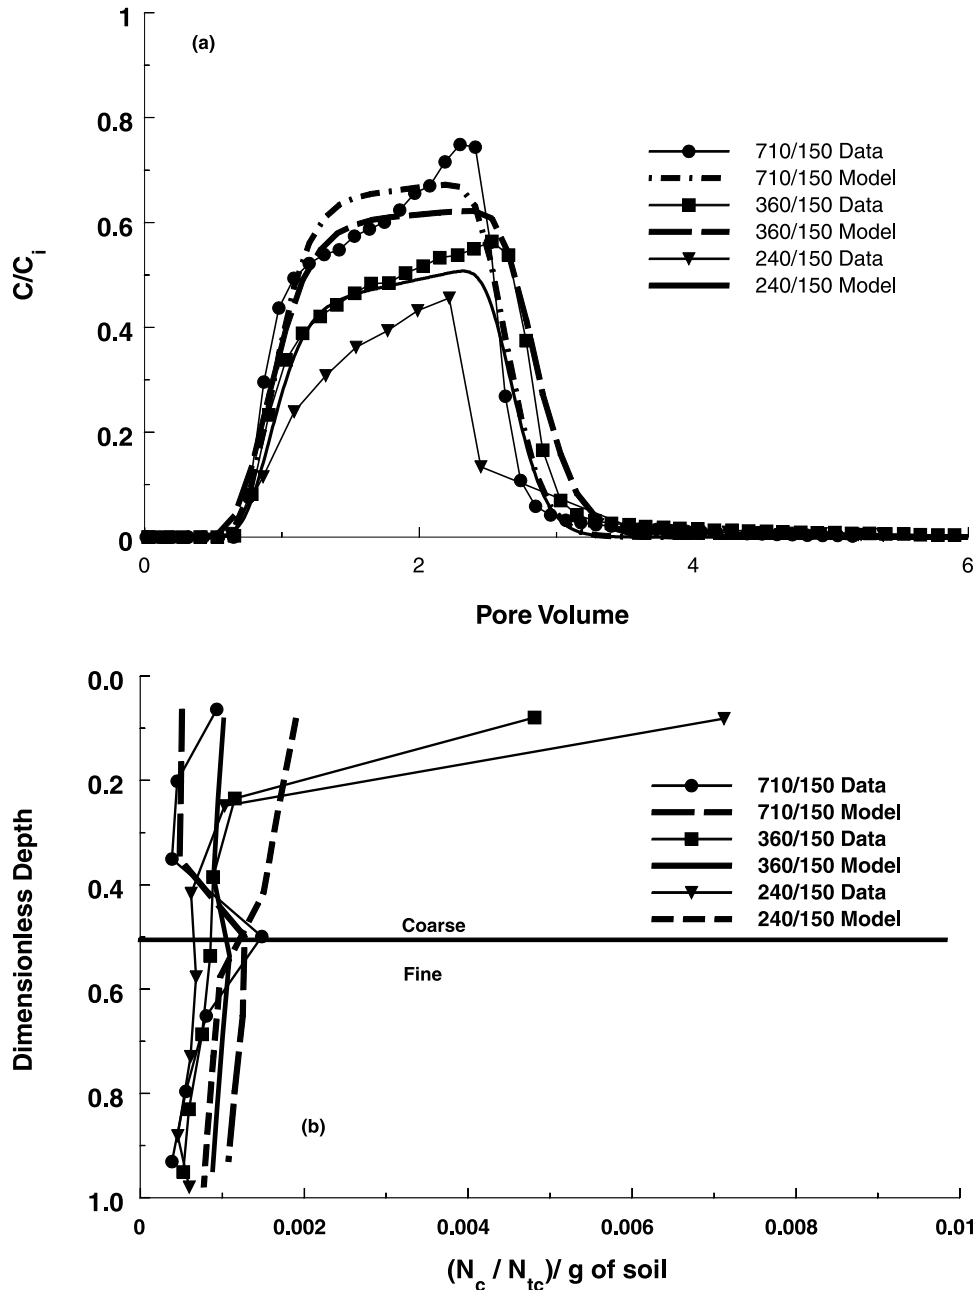 1
(a)
0.8
710/150 Data
710/150 Model
360/150 Data
360/150 Model
240/150 Data
240/150 Model
0.6
C/Ci
0.4
0.2
0
0 2 4 6
Pore Volume
0.0
0.2
710/150 Data
710/150 Model
360/150 Data
360/150 Model
240/150 Data
240/150 Model
Dimensionless Depth
0.4
Coarse
Fine
0.6
0.8
(b)
1.0
0 0.002 0.004 0.006 0.008 0.01
(Nc / Ntc)/ g of soil